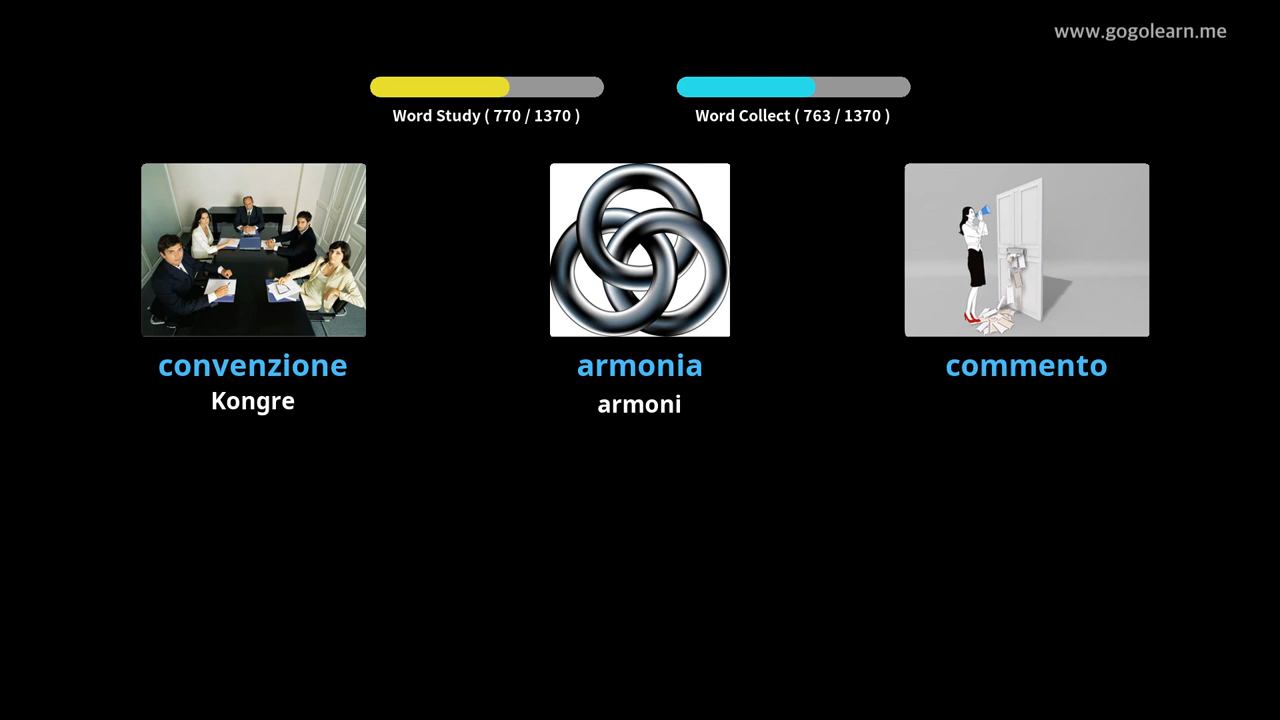 www.gogolearn.me
Word Study ( 770 / 1370 )
Word Collect ( 763 / 1370 )
convenzione
armonia
commento
Kongre
armoni